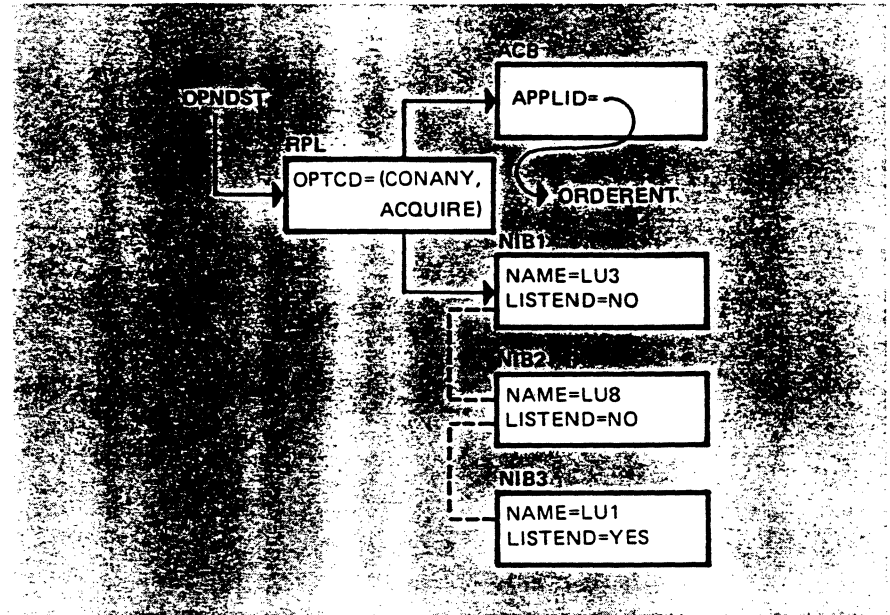 ACB
OPNDST
APPLID=
RPL
OPTCD=(CONANY,
ACQUIRE)
ORDERENT
NIB1
NAME=LU3
LISTEND=NO
NIB2
NAME=LU8
LISTEND=NO
NIB3
NAME=LU1
LISTEND=YES